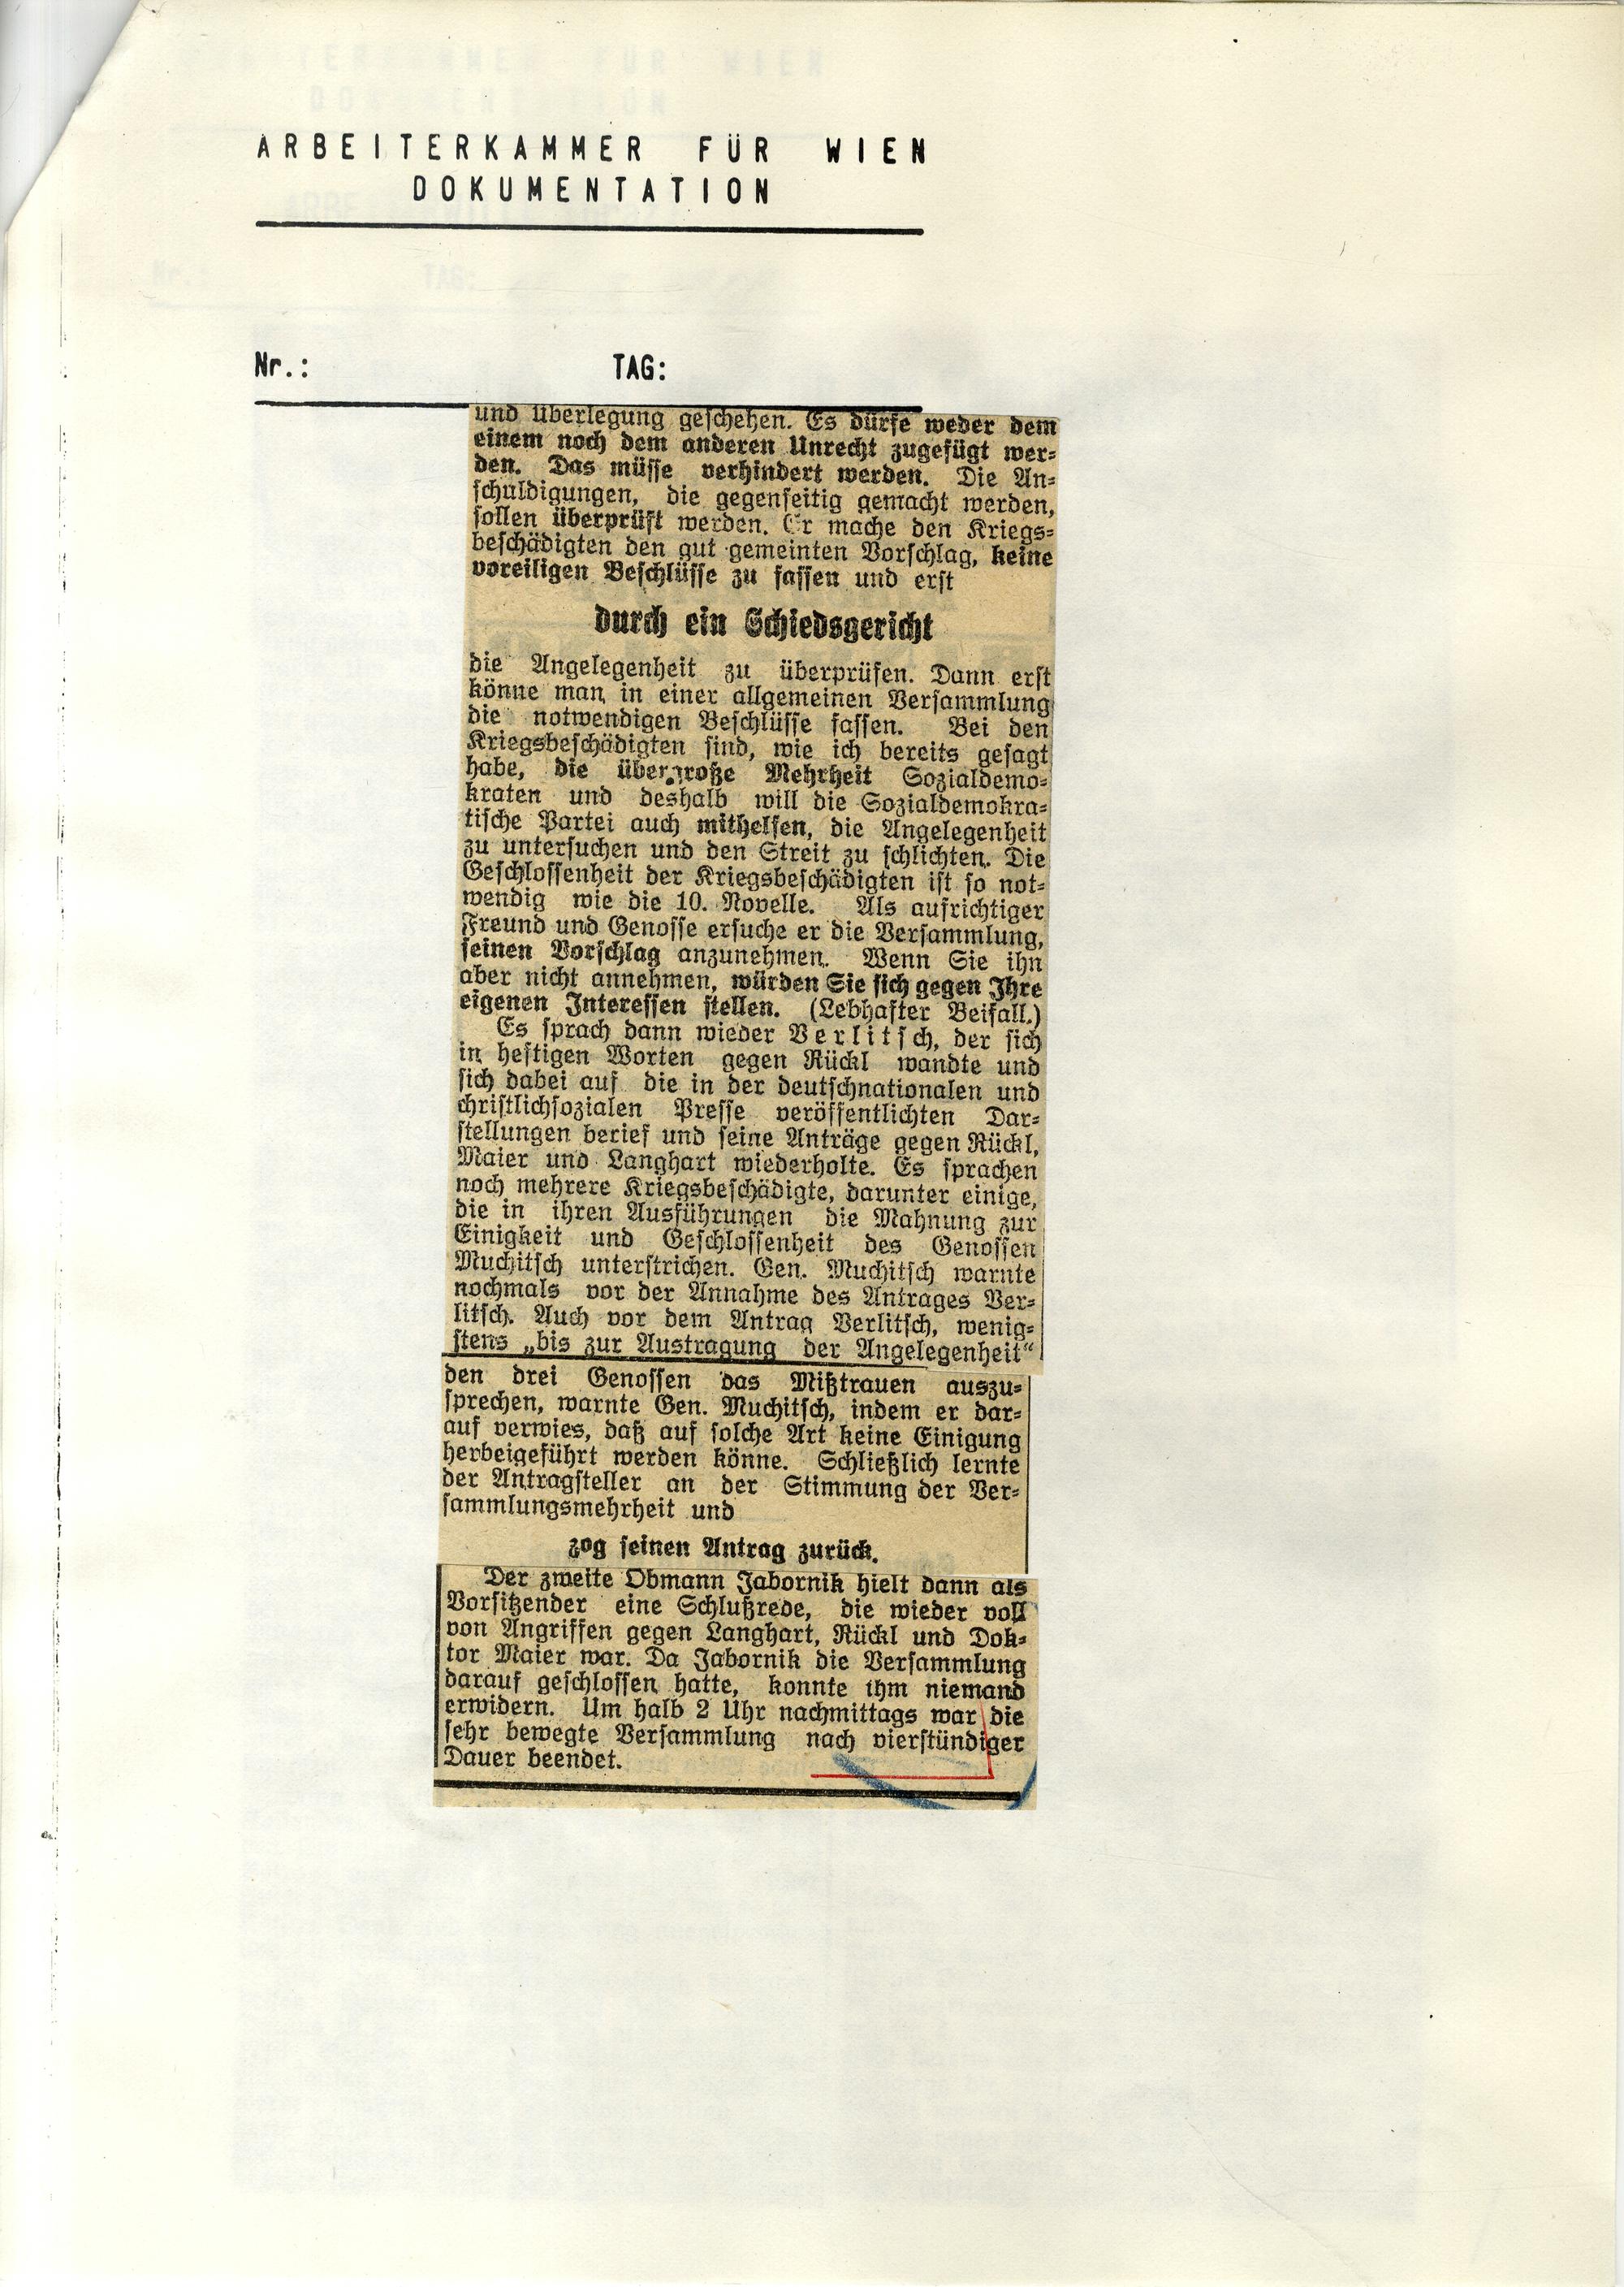 ARBEITERKAMMER FÜR WIEN
DOKUMENTATION
Nr.: TAG:
und Überlegung geschehen. Es dürfe weder dem
einem noch dem anderen Unrecht zugefügt wer-
den. Das müsse verhindert werden. Die An-
schuldigungen, die gegenseitig gemacht werden,
sollen überprüft werden. Er mache den Kriegs-
beschädigten den gut gemeinten Vorschlag, keine
voreiligen Beschlüsse zu fassen und erst
durch ein Schiedsgericht
die Angelegenheit zu überprüfen. Dann erst
könne man in einer allgemeinen Versammlung
die notwendigen Beschlüsse fassen. Bei den
Kriegsbeschädigten sind, wie ich bereits gesagt
habe, die übergroße Mehrheit Sozialdemo-
kraten und deshalb will die Sozialdemokra-
tische Partei auch mithelfen, die Angelegenheit
zu untersuchen und den Streit zu schlichten. Die
Geschlossenheit der Kriegsbeschädigten ist so not-
wendig wie die 10. Novelle. Als aufrichtiger
Freund und Genosse ersuche er die Versammlung,
seinen Vorschlag anzunehmen. Wenn Sie ihn
aber nicht annehmen, würden Sie sich gegen Ihre
eigenen Interessen stellen. (Lebhafter Beifall.)
Es sprach dann wieder Verlitsch, der sich
in heftigen Worten gegen Rückl wandte und
sich dabei auf die in der deutschnationalen und
christlichsozialen Presse veröffentlichten Dar-
stellungen berief und seine Anträge gegen Rückl,
Maier und Langhart wiederholte. Es sprachen
noch mehrere Kriegsbeschädigte, darunter einige,
die in ihren Ausführungen die Mahnung zur
Einigkeit und Geschlossenheit des Genossen
Muchitsch unterstrichen. Gen. Muchitsch warnte
nochmals vor der Annahme des Antrages Ver-
litsch. Auch vor dem Antrag Verlitsch, wenig-
stens „bis zur Austragung der Angelegenheit“
den drei Genossen das Mißtrauen auszu-
sprechen, warnte Gen. Muchitsch, indem er dar-
auf verwies, daß auf solche Art keine Einigung
herbeigeführt werden könne. Schließlich lernte
der Antragsteller an der Stimmung der Ver-
sammlungsmehrheit und
zog seinen Antrag zurück.
Der zweite Obmann Jabornik hielt dann als
Vorsitzender eine Schlußrede, die wieder voll
von Angriffen gegen Langhart, Rückl und Dok-
tor Maier war. Da Jabornik die Versammlung
darauf geschlossen hatte, konnte ihm niemand
erwidern. Um halb 2 Uhr nachmittags war die
sehr bewegte Versammlung nach vierstündiger
Dauer beendet.